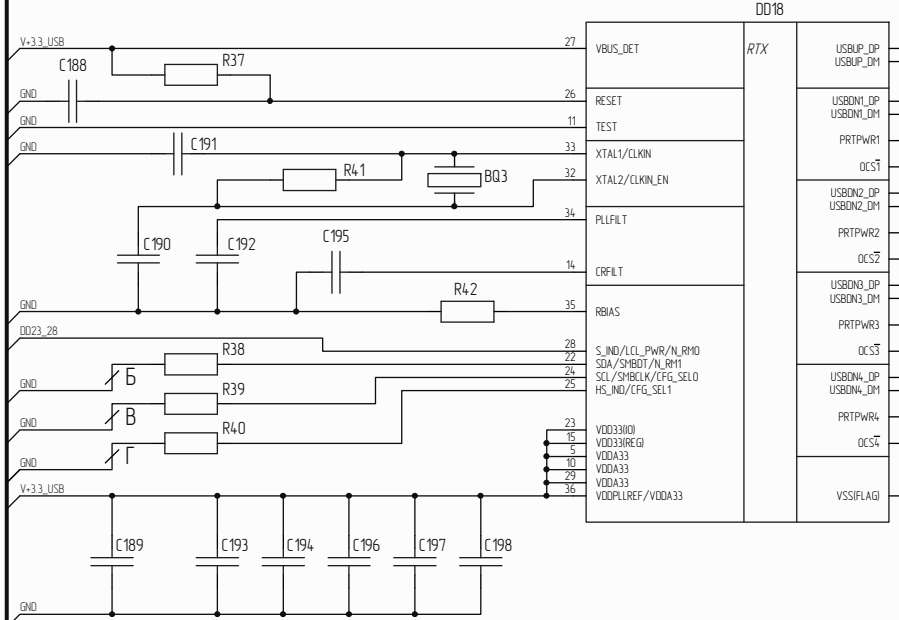 DD18
V+3.3_USB
27
VBUS_DET
RTX
USBUP_DP
USBUP_DM
C188
R37
GND
26
RESET
USBDN1_DP
USBDN1_DM
GND
11
TEST
PRTPWR1
GND
C191
33
XTAL1/CLKIN
OCS1
R41
BQ3
32
XTAL2/CLKIN_EN
USBDN2_DP
USBDN2_DM
34
PLLFILT
PRTPWR2
C190
C192
C195
OCS2
14
CRFILT
USBDN3_DP
USBDN3_DM
R42
GND
35
RBIAS
PRTPWR3
DD23_28
28
S_IND/LCL_PWR/N_RM0
OCS3
R38
22
SDA/SMBDT/N_RM1
Б
24
SCL/SMBCLK/CFG_SEL0
USBDN4_DP
GND
R39
25
HS_IND/CFG_SEL1
USBDN4_DM
В
PRTPWR4
GND
R40
23
VDD33(IO)
15
VDD33(REG)
OCS4
Г
5
VDDA33
GND
10
VDDA33
29
VDDA33
V+3.3_USB
36
VDDPLLREF/VDDA33
VSS(FLAG)
C189
C193
C194
C196
C197
C198
GND